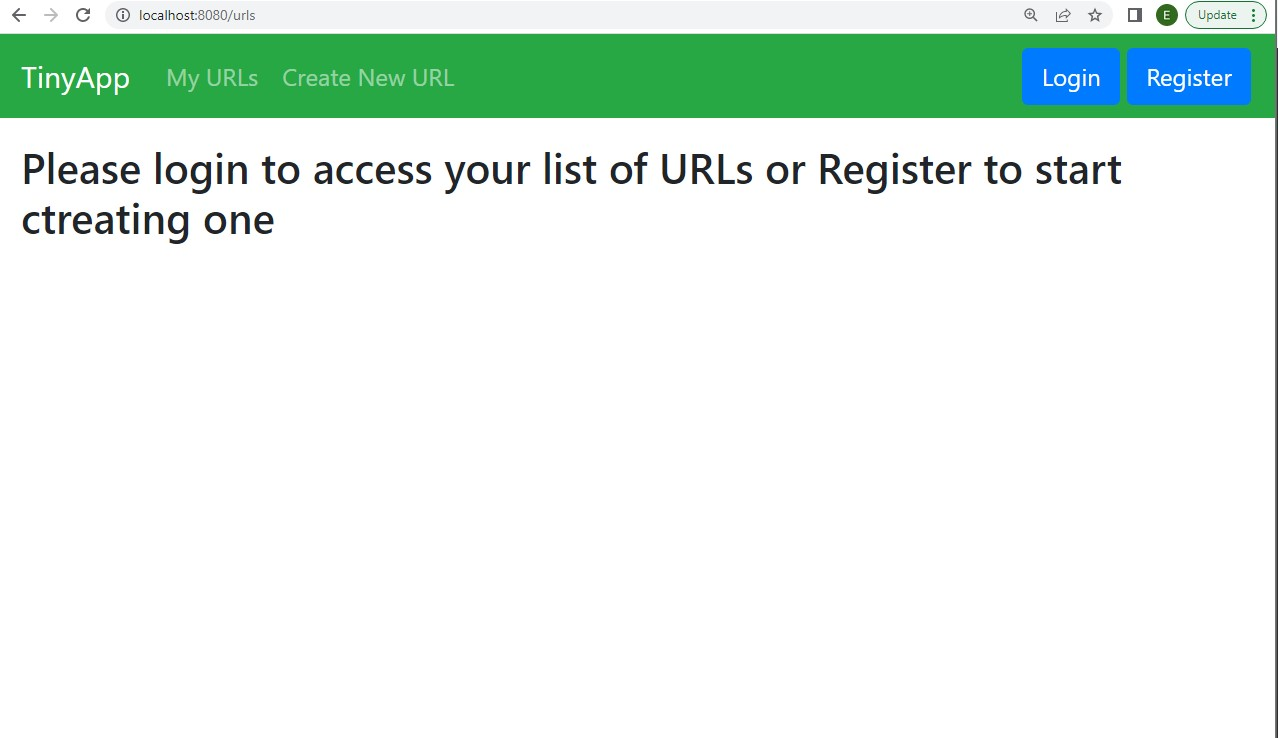 localhost:8080/urls
E
Update
TinyApp My URLs Create New URL Login Register
Please login to access your list of URLs or Register to start
ctreating one